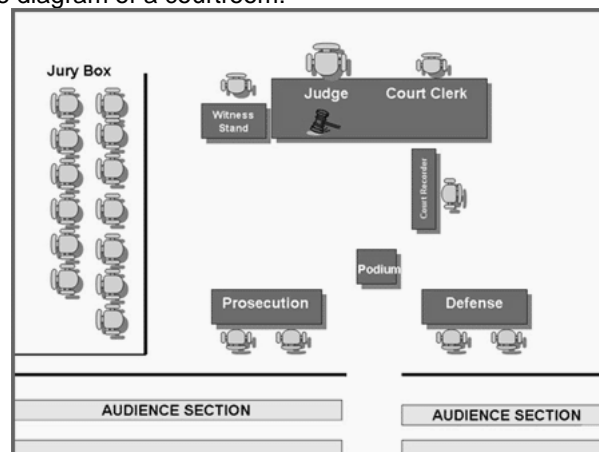 s diagram of a courtroom.
Jury Box
Judge
Court Clerk
Witness
Stand
Court Recorder
Podium
Prosecution
Defense
AUDIENCE SECTION
AUDIENCE SECTION